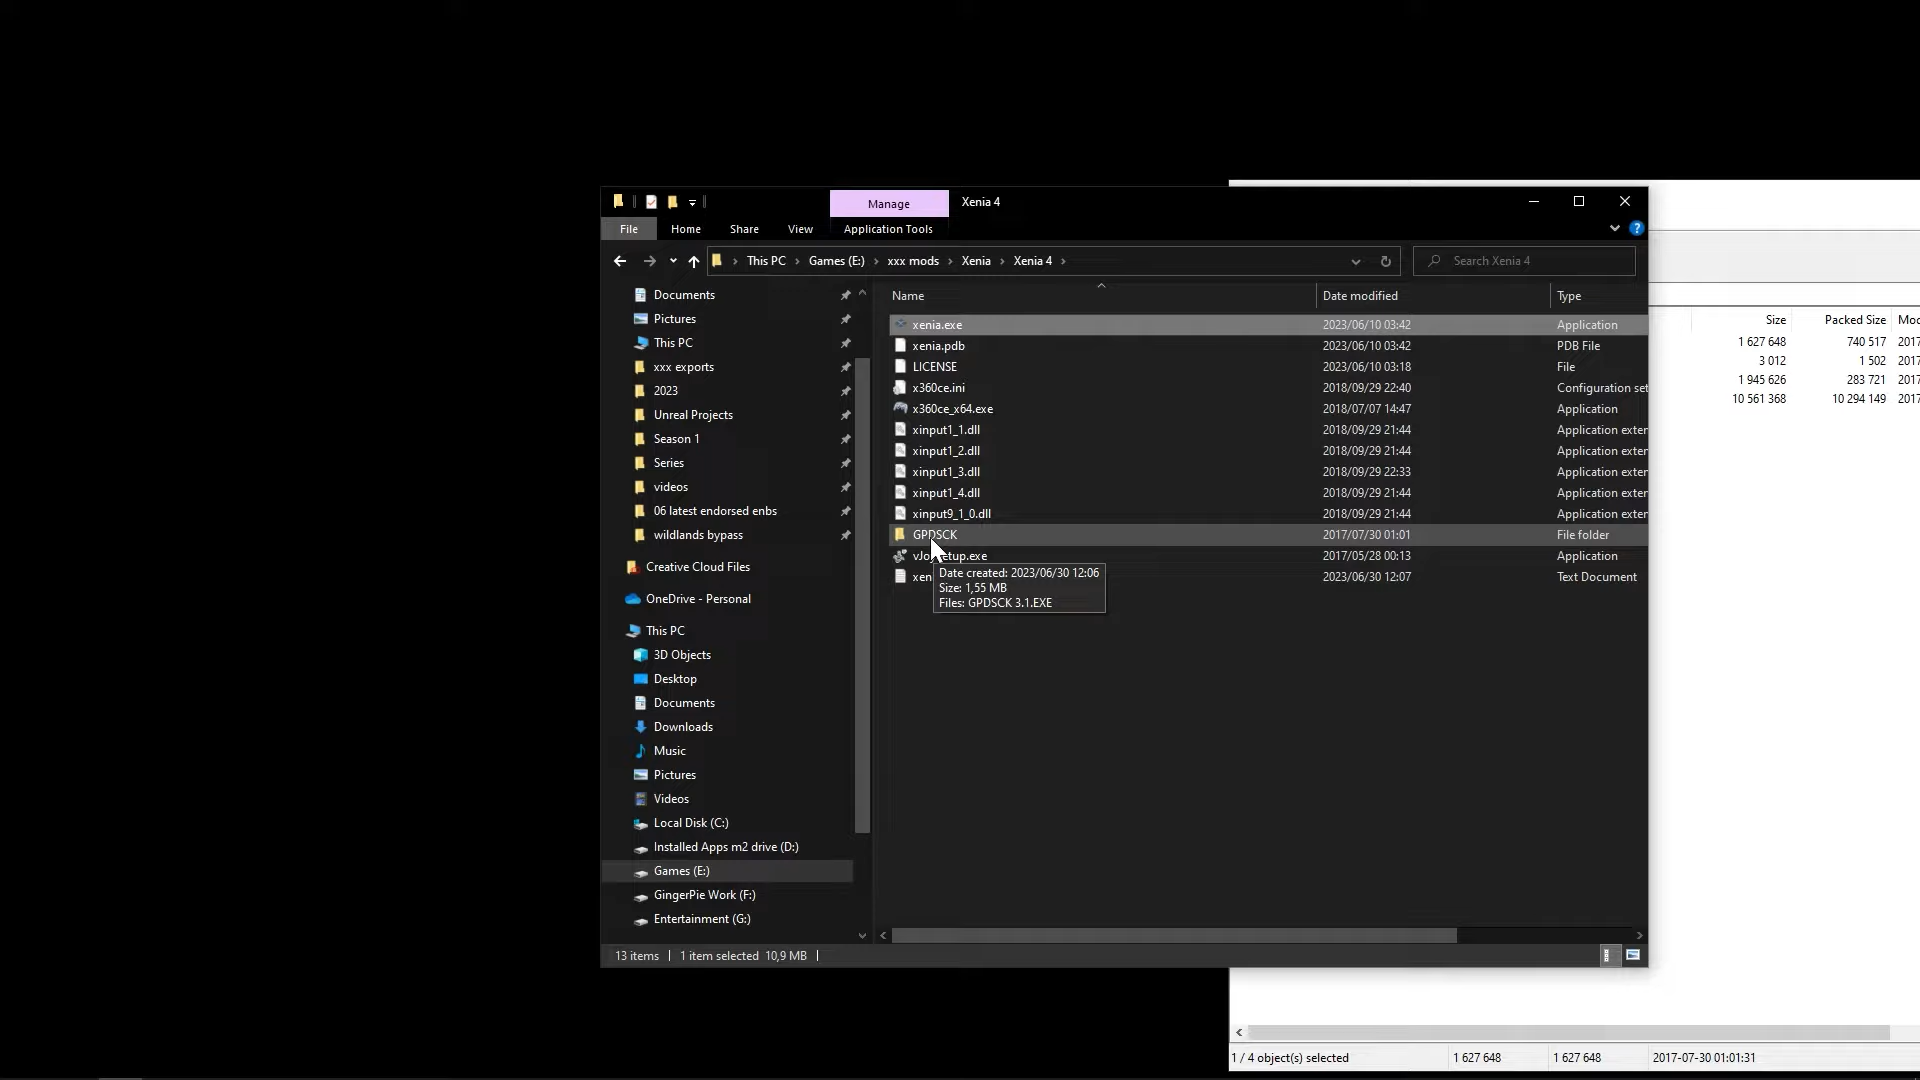 Manage
Xenia 4
File
Home
Share
View
Application Tools
?
This PC
Games (E:)
xxx mods
Xenia
Xenia 4
Search Xenia 4
Documents
Pictures
This PC
xxx exports
2023
Unreal Projects
Season 1
Series
videos
06 latest endorsed enbs
wildlands bypass
Creative Cloud Files
OneDrive - Personal
This PC
3D Objects
Desktop
Documents
Downloads
Music
Pictures
Videos
Local Disk (C:)
Installed Apps m2 drive (D:)
Games (E:)
GingerPie Work (F:)
Entertainment (G:)
Name Date modified Type
xenia.exe 2023/06/10 03:42 Application
xenia.pdb 2023/06/10 03:42 PDB File
LICENSE 2023/06/10 03:18 File
x360ce.ini 2018/09/29 22:40 Configuration set
x360ce_x64.exe 2018/07/07 14:47 Application
xinput1_1.dll 2018/09/29 21:44 Application exter
xinput1_2.dll 2018/09/29 21:44 Application exter
xinput1_3.dll 2018/09/29 22:33 Application exter
xinput1_4.dll 2018/09/29 21:44 Application exter
xinput9_1_0.dll 2018/09/29 21:44 Application exter
GPDSCK 2017/07/30 01:01 File folder
vJo etup.exe 2017/05/28 00:13 Application
xen 2023/06/30 12:07 Text Document
Date created: 2023/06/30 12:06
Size: 1,55 MB
Files: GPDSCK 3.1.EXE
13 items 1 item selected 10,9 MB
Size Packed Size Mod
1 627 648 740 517 2017
3 012 1 502 2017
1 945 626 283 721 2017
10 561 368 10 294 149 2017
1 / 4 object(s) selected 1 627 648 1 627 648 2017-07-30 01:01:31